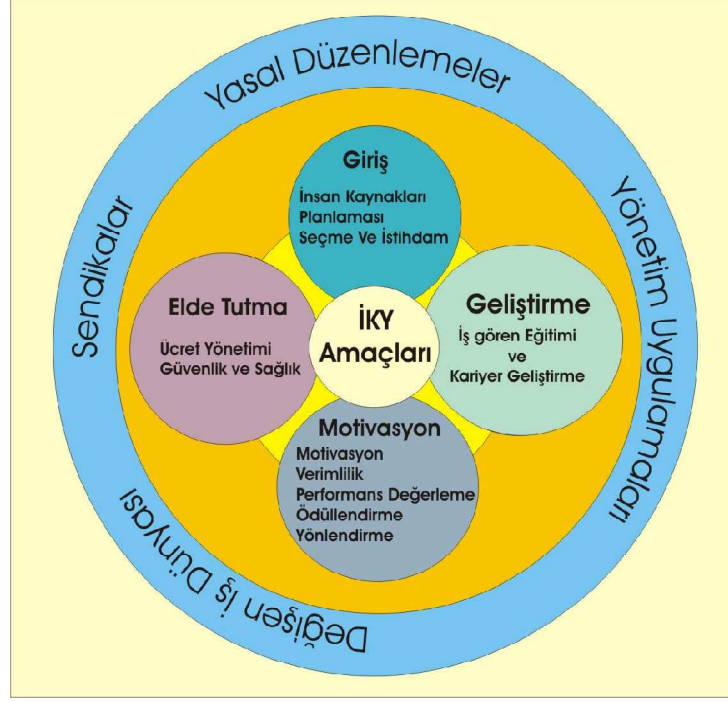 Yasal Düzenlemeler
Yönetim Uygulamaları
Değişen İş Dünyası
Sendikalar
Giriş
İnsan Kaynakları
Planlaması
Seçme Ve İstihdam
Elde Tutma
Ücret Yönetimi
Güvenlik ve Sağlık
İKY
Amaçları
Geliştirme
İş gören Eğitimi
ve
Kariyer Geliştirme
Motivasyon
Motivasyon
Verimlilik
Performans Değerleme
Ödüllendirme
Yönlendirme